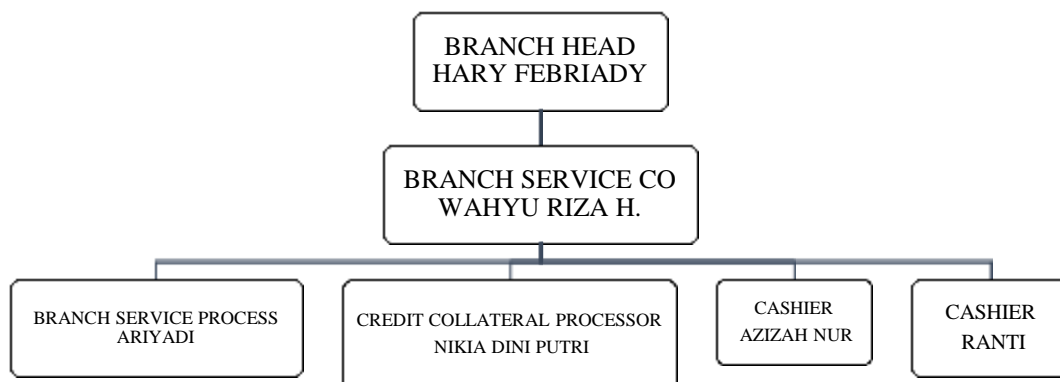 BRANCH HEAD
HARY FEBRIADY
BRANCH SERVICE CO
WAHYU RIZA H.
BRANCH SERVICE PROCESS
ARIYADI
CREDIT COLLATERAL PROCESSOR
NIKIA DINI PUTRI
CASHIER
AZIZAH NUR
CASHIER
RANTI